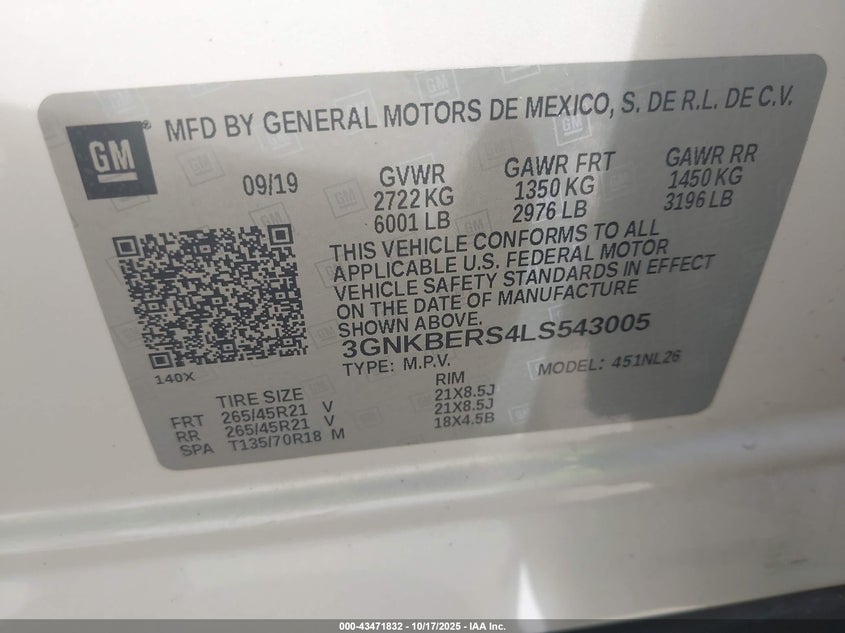 GM
MFD BY GENERAL MOTORS DE MEXICO, S. DE R.L. DE C.V.
09/19
GVWR
2722 KG
6001 LB
GAWR FRT
1350 KG
2976 LB
GAWR RR
1450 KG
3196 LB
THIS VEHICLE CONFORMS TO ALL
APPLICABLE U.S. FEDERAL MOTOR
VEHICLE SAFETY STANDARDS IN EFFECT
ON THE DATE OF MANUFACTURE
SHOWN ABOVE.
3GNKBERS4LS543005
TYPE: M.P.V.
MODEL: 451NL26
140X
TIRE SIZE
RIM
FRT 265/45R21 V 21X8.5J
RR 265/45R21 V 21X8.5J
SPA T135/70R18 M 18X4.5B
000-43471832 - 10/17/2025 - IAA Inc.